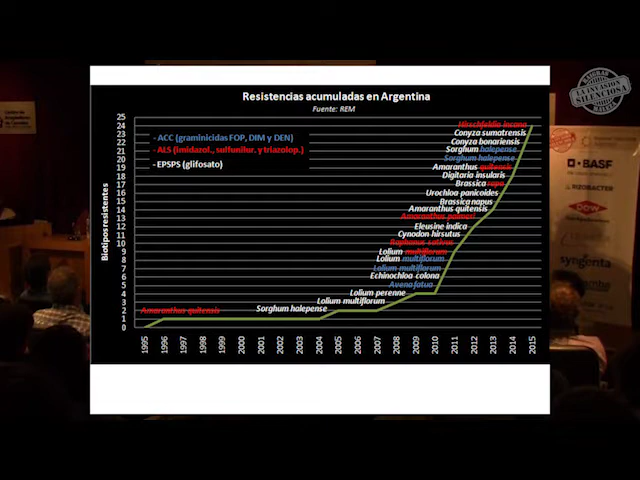 Resistencias acumuladas en Argentina
Fuente: REM
Biotipos resistentes
25
24
23
22
21
20
19
18
17
16
15
14
13
12
11
10
9
8
7
6
5
4
3
2
1
0
- ACC (graminicidas FOP, DIM y DEN)
- ALS (imidazol., sulfunilur. y triazolop.)
- EPSPS (glifosato)
Hirschfeldia incana
Conyza sumatrensis
Conyza bonariensis
Sorghum halepense
Sorghum halepense
Amaranthus quitensis
Digitaria insularis
Brassica rapa
Urochloa panicoides
Brassica napus
Amaranthus quitensis
Amaranthus palmeri
Eleusine indica
Cynodon hirsutus
Raphanus sativus
Lolium multiflorum
Lolium multiflorum
Lolium multiflorum
Echinochloa colona
Avena fatua
Lolium perenne
Lolium multiflorum
Sorghum halepense
Amaranthus quitensis
1995
1996
1997
1998
1999
2000
2001
2002
2003
2004
2005
2006
2007
2008
2009
2010
2011
2012
2013
2014
2015
LA INVASIÓN
SILENCIOSA
BASF
RIZOBACTER
DOW
syngenta